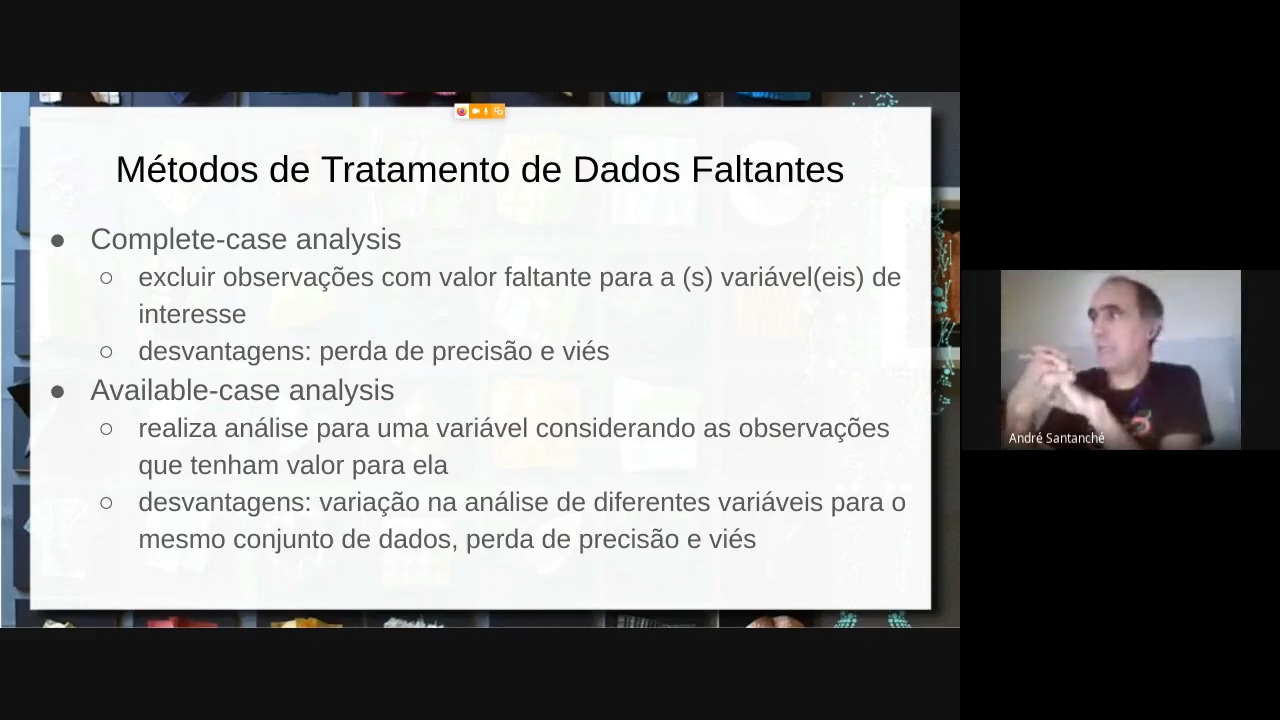 Métodos de Tratamento de Dados Faltantes
● Complete-case analysis
○ excluir observações com valor faltante para a (s) variável(eis) de
interesse
○ desvantagens: perda de precisão e viés
● Available-case analysis
○ realiza análise para uma variável considerando as observações
que tenham valor para ela
○ desvantagens: variação na análise de diferentes variáveis para o
mesmo conjunto de dados, perda de precisão e viés
André Santanchè